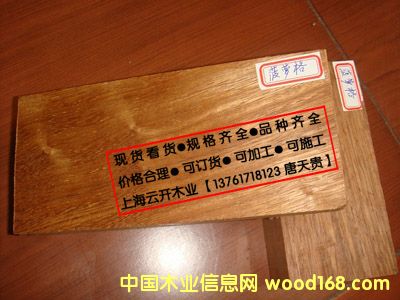 菠萝格
菠萝格
现货看货●规格齐全●品种齐全
价格合理●可订货●可加工●可施工
上海云开木业【13761718123 唐天贵】
中国木业信息网 wood168.com